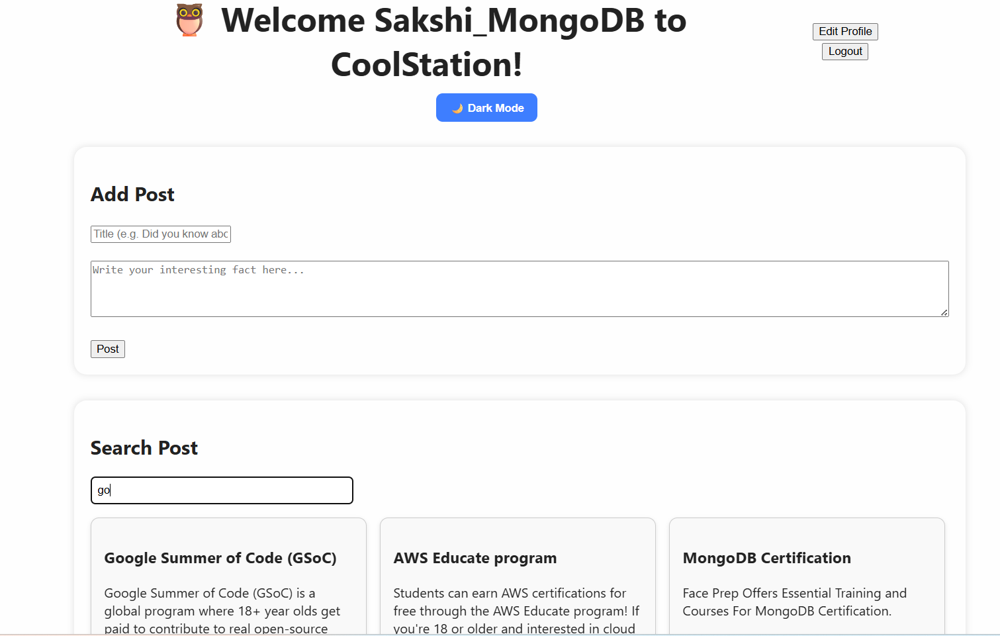 Welcome Sakshi_MongoDB to
CoolStation!
Edit Profile
Logout
🌙 Dark Mode
Add Post
Title (e.g. Did you know abc
Write your interesting fact here...
Post
Search Post
go
Google Summer of Code (GSoC)
Google Summer of Code (GSoC) is a
global program where 18+ year olds get
paid to contribute to real open-source
AWS Educate program
Students can earn AWS certifications for
free through the AWS Educate program! If
you're 18 or older and interested in cloud
MongoDB Certification
Face Prep Offers Essential Training and
Courses For MongoDB Certification.